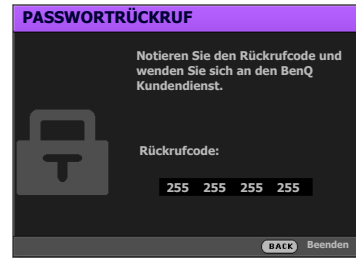 PASSWORTRÜCKRUF
Notieren Sie den Rückrufcode und
wenden Sie sich an den BenQ
Kundendienst.
Rückrufcode:
255 255 255 255
BACK Beenden